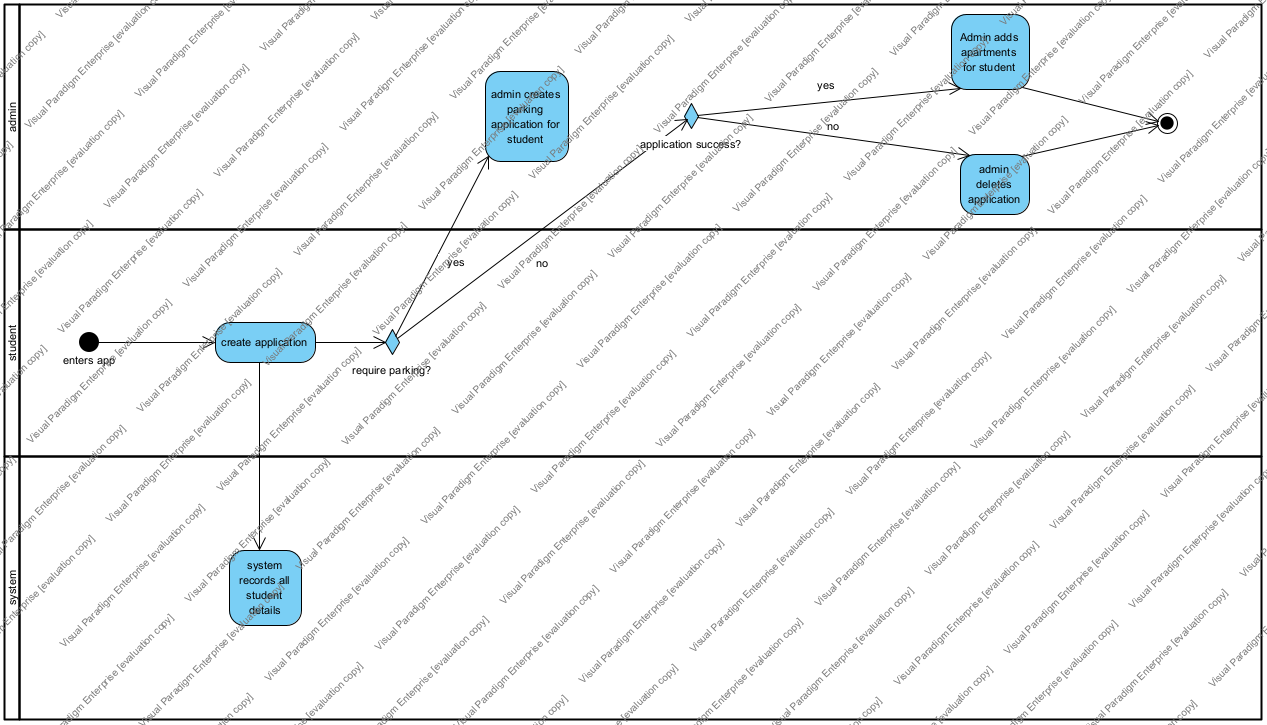 admin
Admin adds
apartments
for student
admin creates
parking
application for
student
yes
application success?
no
admin
deletes
application
student
yes
no
enters app
create application
require parking?
system
system
records all
student
details
Visual Paradigm Enterprise [evaluation copy]